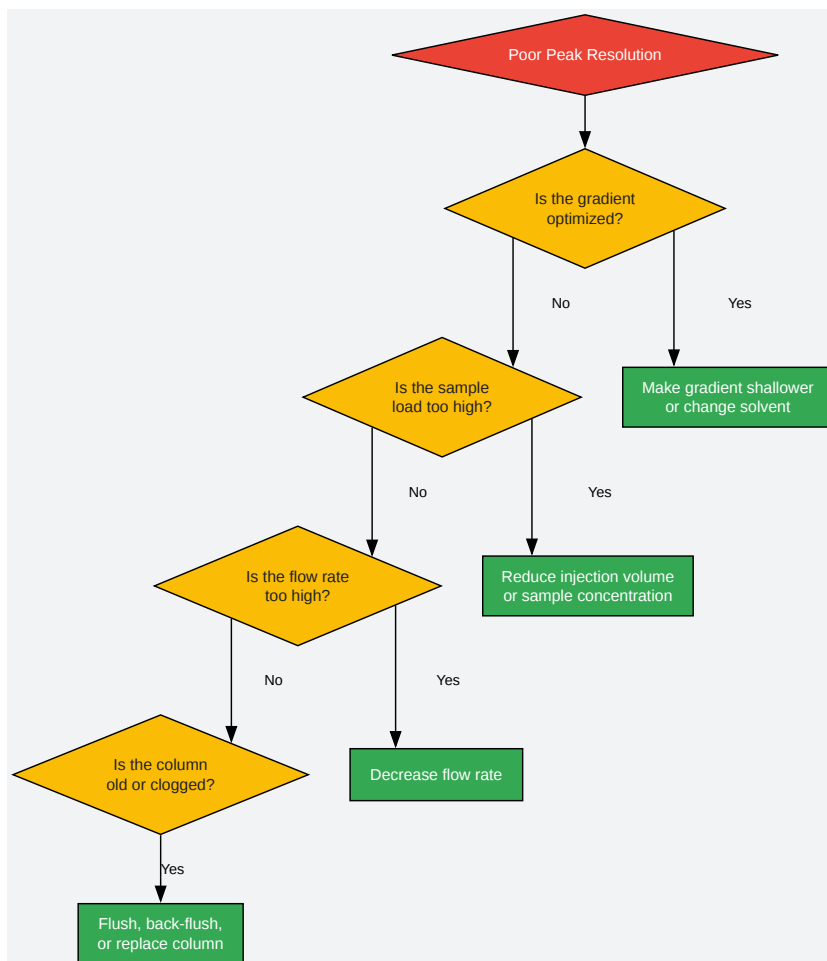 Poor Peak Resolution
Is the gradient
optimized?
No
Yes
Is the sample
load too high?
Make gradient shallower
or change solvent
No
Yes
Is the flow rate
too high?
Reduce injection volume
or sample concentration
No
Yes
Is the column
old or clogged?
Decrease flow rate
Yes
Flush, back-flush,
or replace column